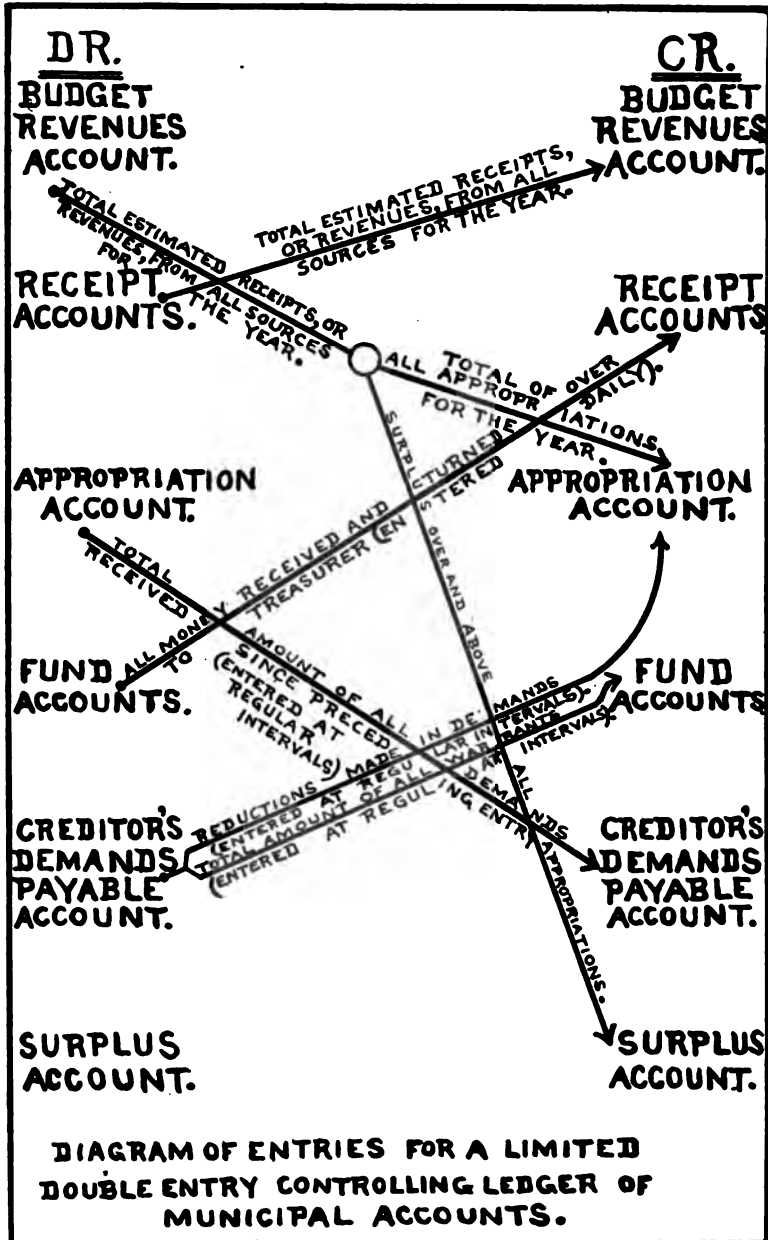 DR.
CR.
BUDGET
REVENUES
ACCOUNT.
BUDGET
REVENUES
ACCOUNT.
TOTAL ESTIMATED RECEIPTS, OR
REVENUES, FROM ALL SOURCES
FOR THE YEAR.
TOTAL ESTIMATED RECEIPTS,
OR REVENUES, FROM ALL
SOURCES FOR THE YEAR.
RECEIPT
ACCOUNTS.
RECEIPT
ACCOUNTS
TOTAL OF
ALL APPROPRIATIONS
FOR THE YEAR.
SURPLUS OVER AND ABOVE ALL APPROPRIATIONS.
APPROPRIATION
ACCOUNT.
APPROPRIATION
ACCOUNT.
ALL MONEY RECEIVED AND RETURNED OVER
TO TREASURER (ENTERED DAILY).
TOTAL AMOUNT OF ALL DEMANDS
RECEIVED SINCE PRECEDING ENTRY
(ENTERED AT
REGULAR
INTERVALS)
FUND
ACCOUNTS.
FUND
ACCOUNTS
REDUCTIONS MADE IN DEMANDS
(ENTERED AT REGULAR INTERVALS).
TOTAL AMOUNT OF ALL WARRANTS
(ENTERED AT REGULAR INTERVALS).
CREDITOR'S
DEMANDS
PAYABLE
ACCOUNT.
CREDITOR'S
DEMANDS
PAYABLE
ACCOUNT.
SURPLUS
ACCOUNT.
SURPLUS
ACCOUNT.
DIAGRAM OF ENTRIES FOR A LIMITED
DOUBLE ENTRY CONTROLLING LEDGER OF
MUNICIPAL ACCOUNTS.